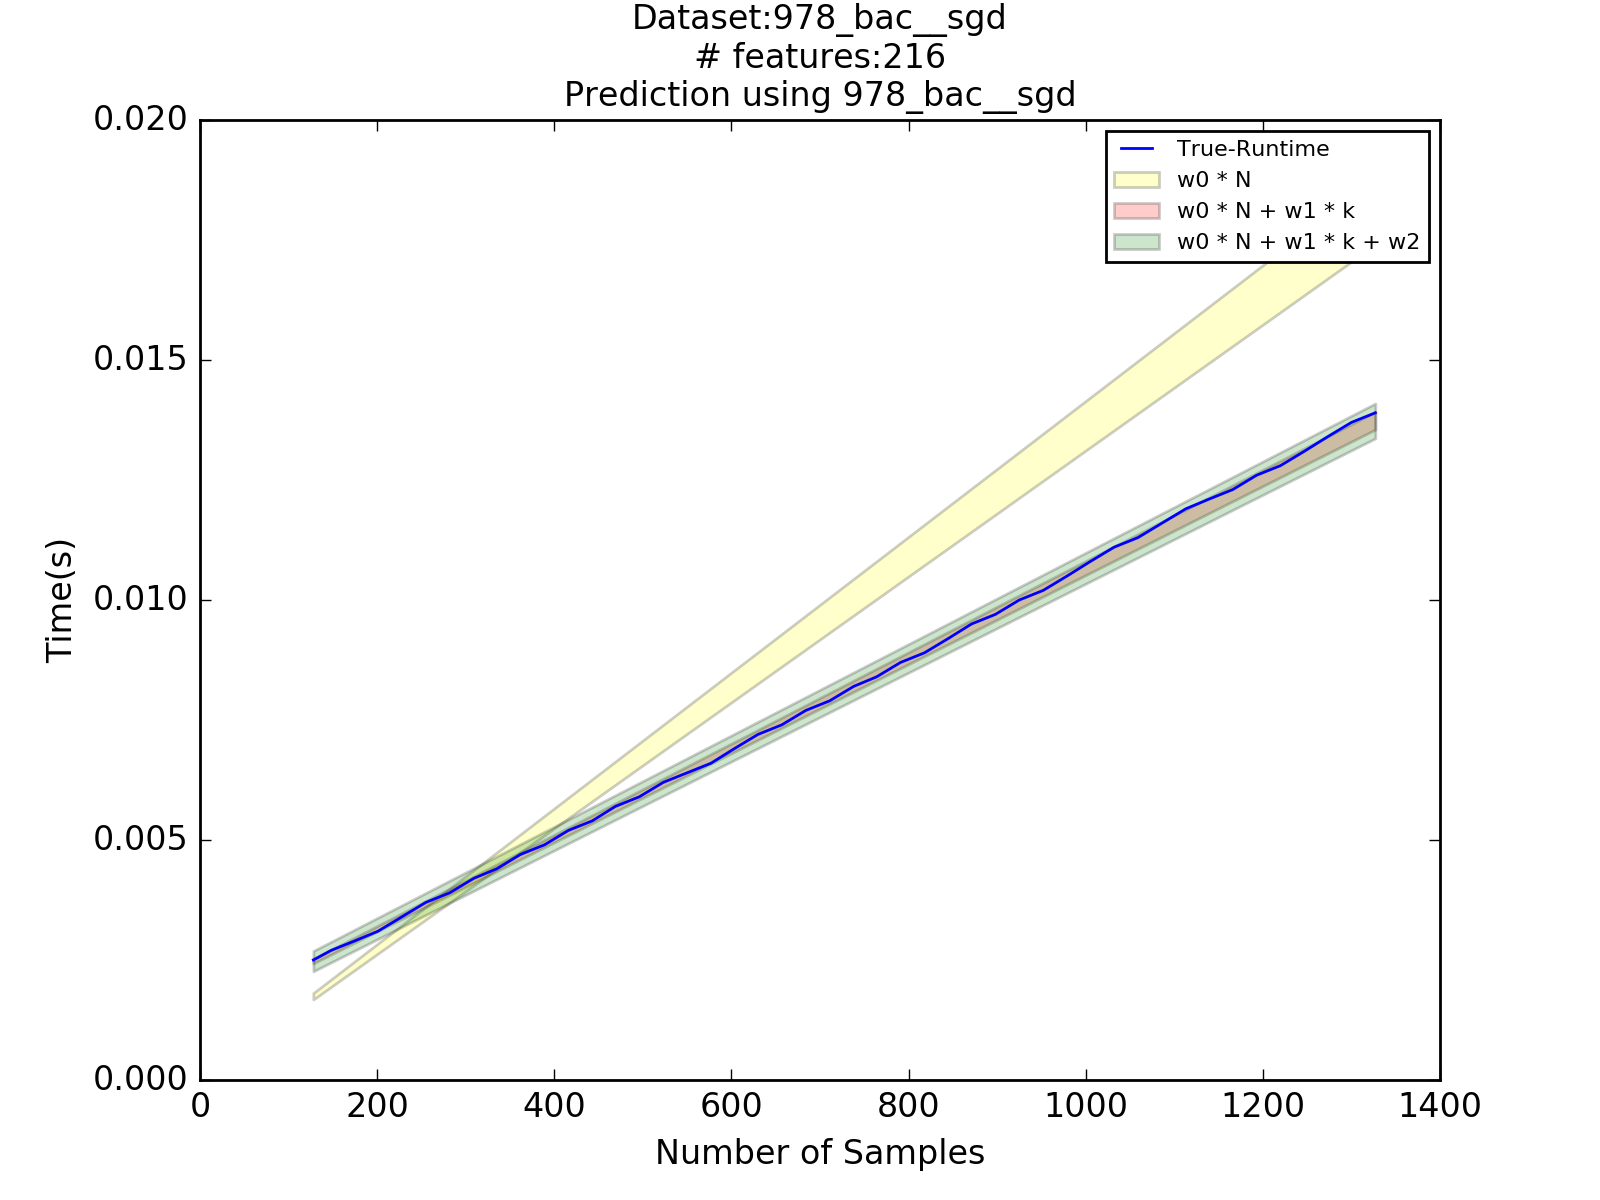 Dataset:978_bac__sgd
# features:216
Prediction using 978_bac__sgd
0.020
0.015
0.010
0.005
0.000
Time(s)
True-Runtime
w0 * N
w0 * N + w1 * k
w0 * N + w1 * k + w2
0 200 400 600 800 1000 1200 1400
Number of Samples